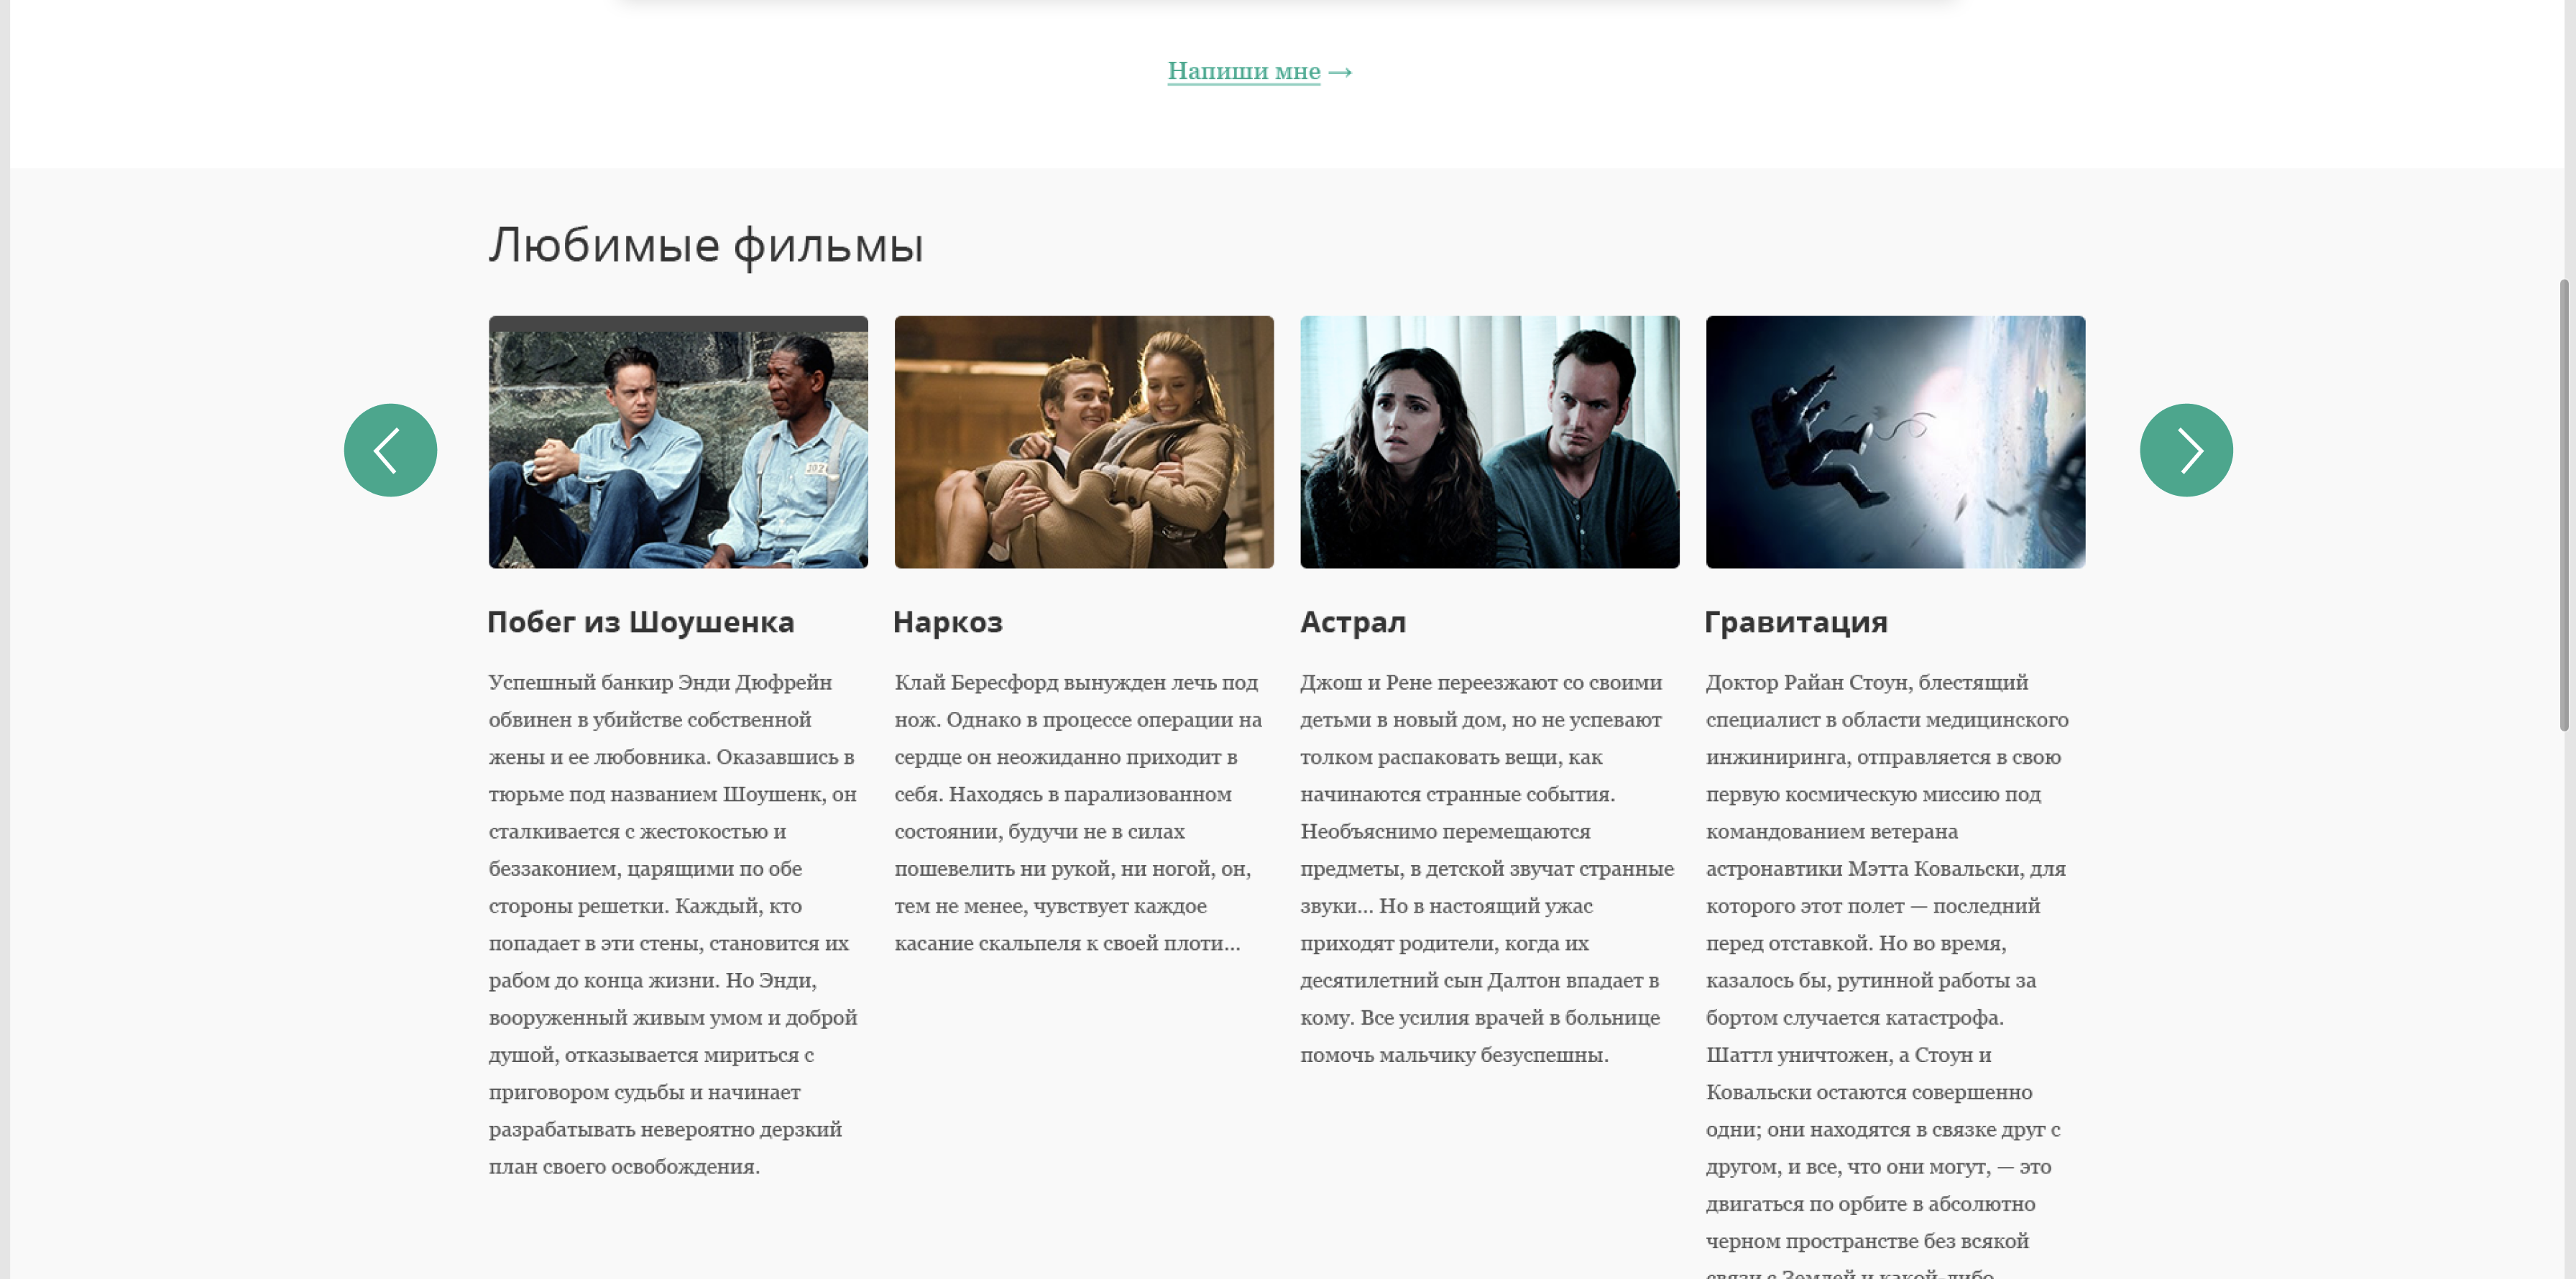 Напиши мне →
Любимые фильмы
Побег из Шоушенка
Успешный банкир Энди Дюфрейн
обвинен в убийстве собственной
жены и ее любовника. Оказавшись в
тюрьме под названием Шоушенк, он
сталкивается с жестокостью и
беззаконием, царящими по обе
стороны решетки. Каждый, кто
попадает в эти стены, становится их
рабом до конца жизни. Но Энди,
вооруженный живым умом и доброй
душой, отказывается мириться с
приговором судьбы и начинает
разрабатывать невероятно дерзкий
план своего освобождения.
Наркоз
Клай Бересфорд вынужден лечь под
нож. Однако в процессе операции на
сердце он неожиданно приходит в
себя. Находясь в парализованном
состоянии, будучи не в силах
пошевелить ни рукой, ни ногой, он,
тем не менее, чувствует каждое
касание скальпеля к своей плоти...
Астрал
Джош и Рене переезжают со своими
детьми в новый дом, но не успевают
толком распаковать вещи, как
начинаются странные события.
Необъяснимо перемещаются
предметы, в детской звучат странные
звуки... Но в настоящий ужас
приходят родители, когда их
десятилетний сын Далтон впадает в
кому. Все усилия врачей в больнице
помочь мальчику безуспешны.
Гравитация
Доктор Райан Стоун, блестящий
специалист в области медицинского
инжиниринга, отправляется в свою
первую космическую миссию под
командованием ветерана
астронавтики Мэтта Ковальски, для
которого этот полет — последний
перед отставкой. Но во время,
казалось бы, рутинной работы за
бортом случается катастрофа.
Шаттл уничтожен, а Стоун и
Ковальски остаются совершенно
одни; они находятся в связке друг с
другом, и все, что они могут, — это
двигаться по орбите в абсолютно
черном пространстве без всякой
связи с Землей и какой-либо